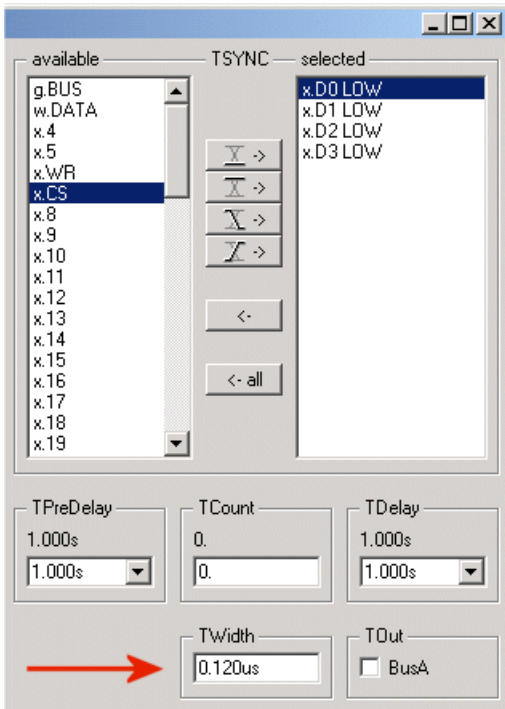 available
TSYNC
selected
g.BUS
w.DATA
x.4
x.5
x.WR
x.CS
x.8
x.9
x.10
x.11
x.12
x.13
x.14
x.15
x.16
x.17
x.18
x.19
->
->
->
->
<-
<- all
x.D0 LOW
x.D1 LOW
x.D2 LOW
x.D3 LOW
TPreDelay
1.000s
1.000s
TCount
0.
0.
TDelay
1.000s
1.000s
TWidth
0.120us
TOut
BusA